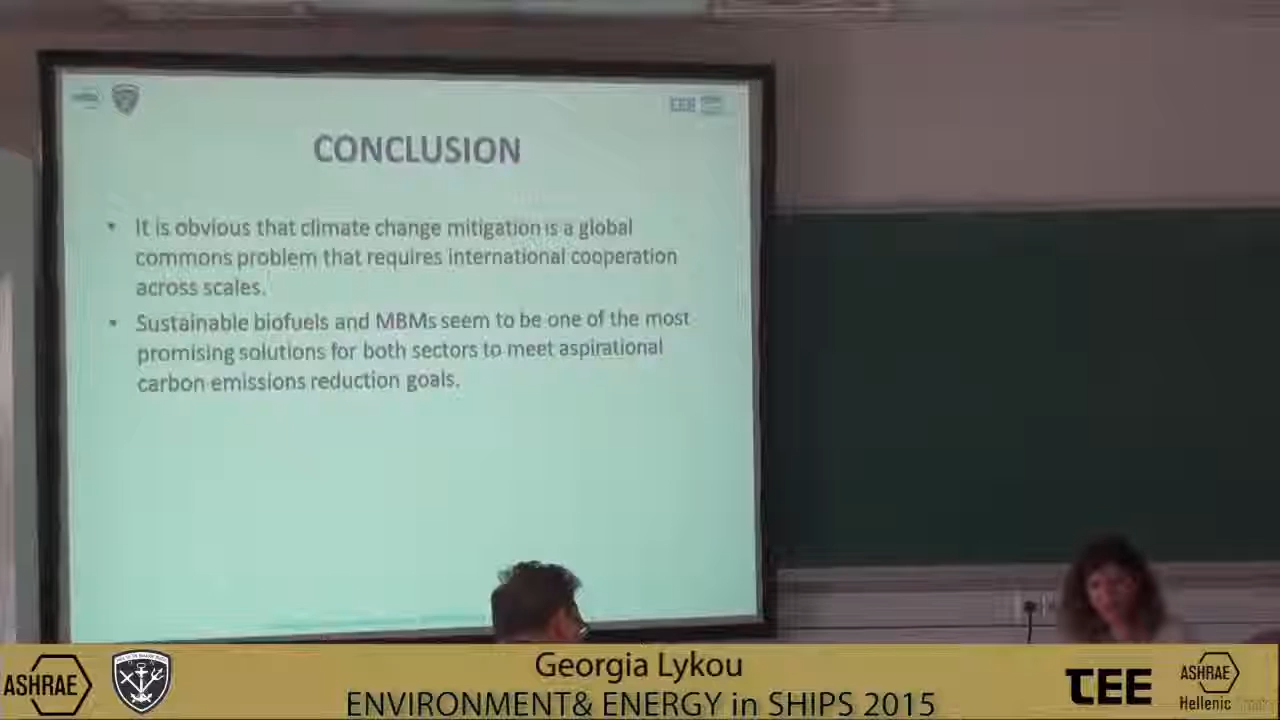 TEE
CONCLUSION
• It is obvious that climate change mitigation is a global
commons problem that requires international cooperation
across scales.
• Sustainable biofuels and MBMs seem to be one of the most
promising solutions for both sectors to meet aspirational
carbon emissions reduction goals.
Georgia Lykou
ENVIRONMENT& ENERGY in SHIPS 2015
ASHRAE
TEE
ASHRAE
Hellenic